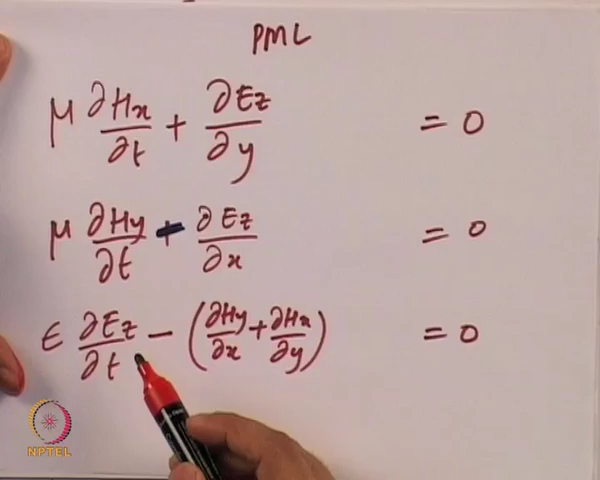 PML
μ ∂Hx/∂t + ∂Ez/∂y = 0
μ ∂Hy/∂t - ∂Ez/∂x = 0
ϵ ∂Ez/∂t - (∂Hy/∂x + ∂Hx/∂y) = 0
NPTEL